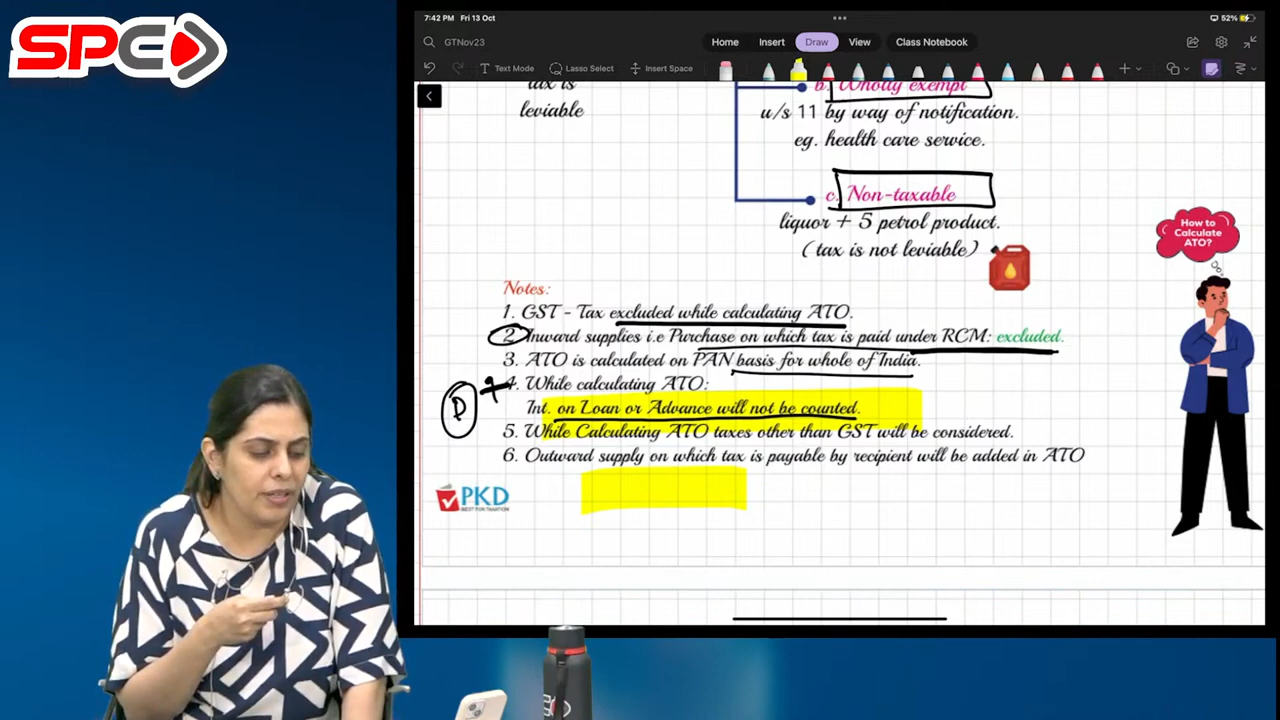 SPC
7:42 PM Fri 13 Oct
52%
GTNov23
Home Insert Draw View Class Notebook
Text Mode Lasso Select Insert Space
tax is
leviable
b. Wholly exempt
u/s 11 by way of notification.
eg. health care service.
c. Non-taxable
liquor + 5 petrol product.
( tax is not leviable )
How to
Calculate
ATO?
Notes:
1. GST - Tax excluded while calculating ATO.
2. Inward supplies i.e Purchase on which tax is paid under RCM: excluded.
3. ATO is calculated on PAN basis for whole of India.
4. While calculating ATO:
Int. on Loan or Advance will not be counted.
D
5. While Calculating ATO taxes other than GST will be considered.
6. Outward supply on which tax is payable by recipient will be added in ATO
PKD
BEST FOR TAXATION